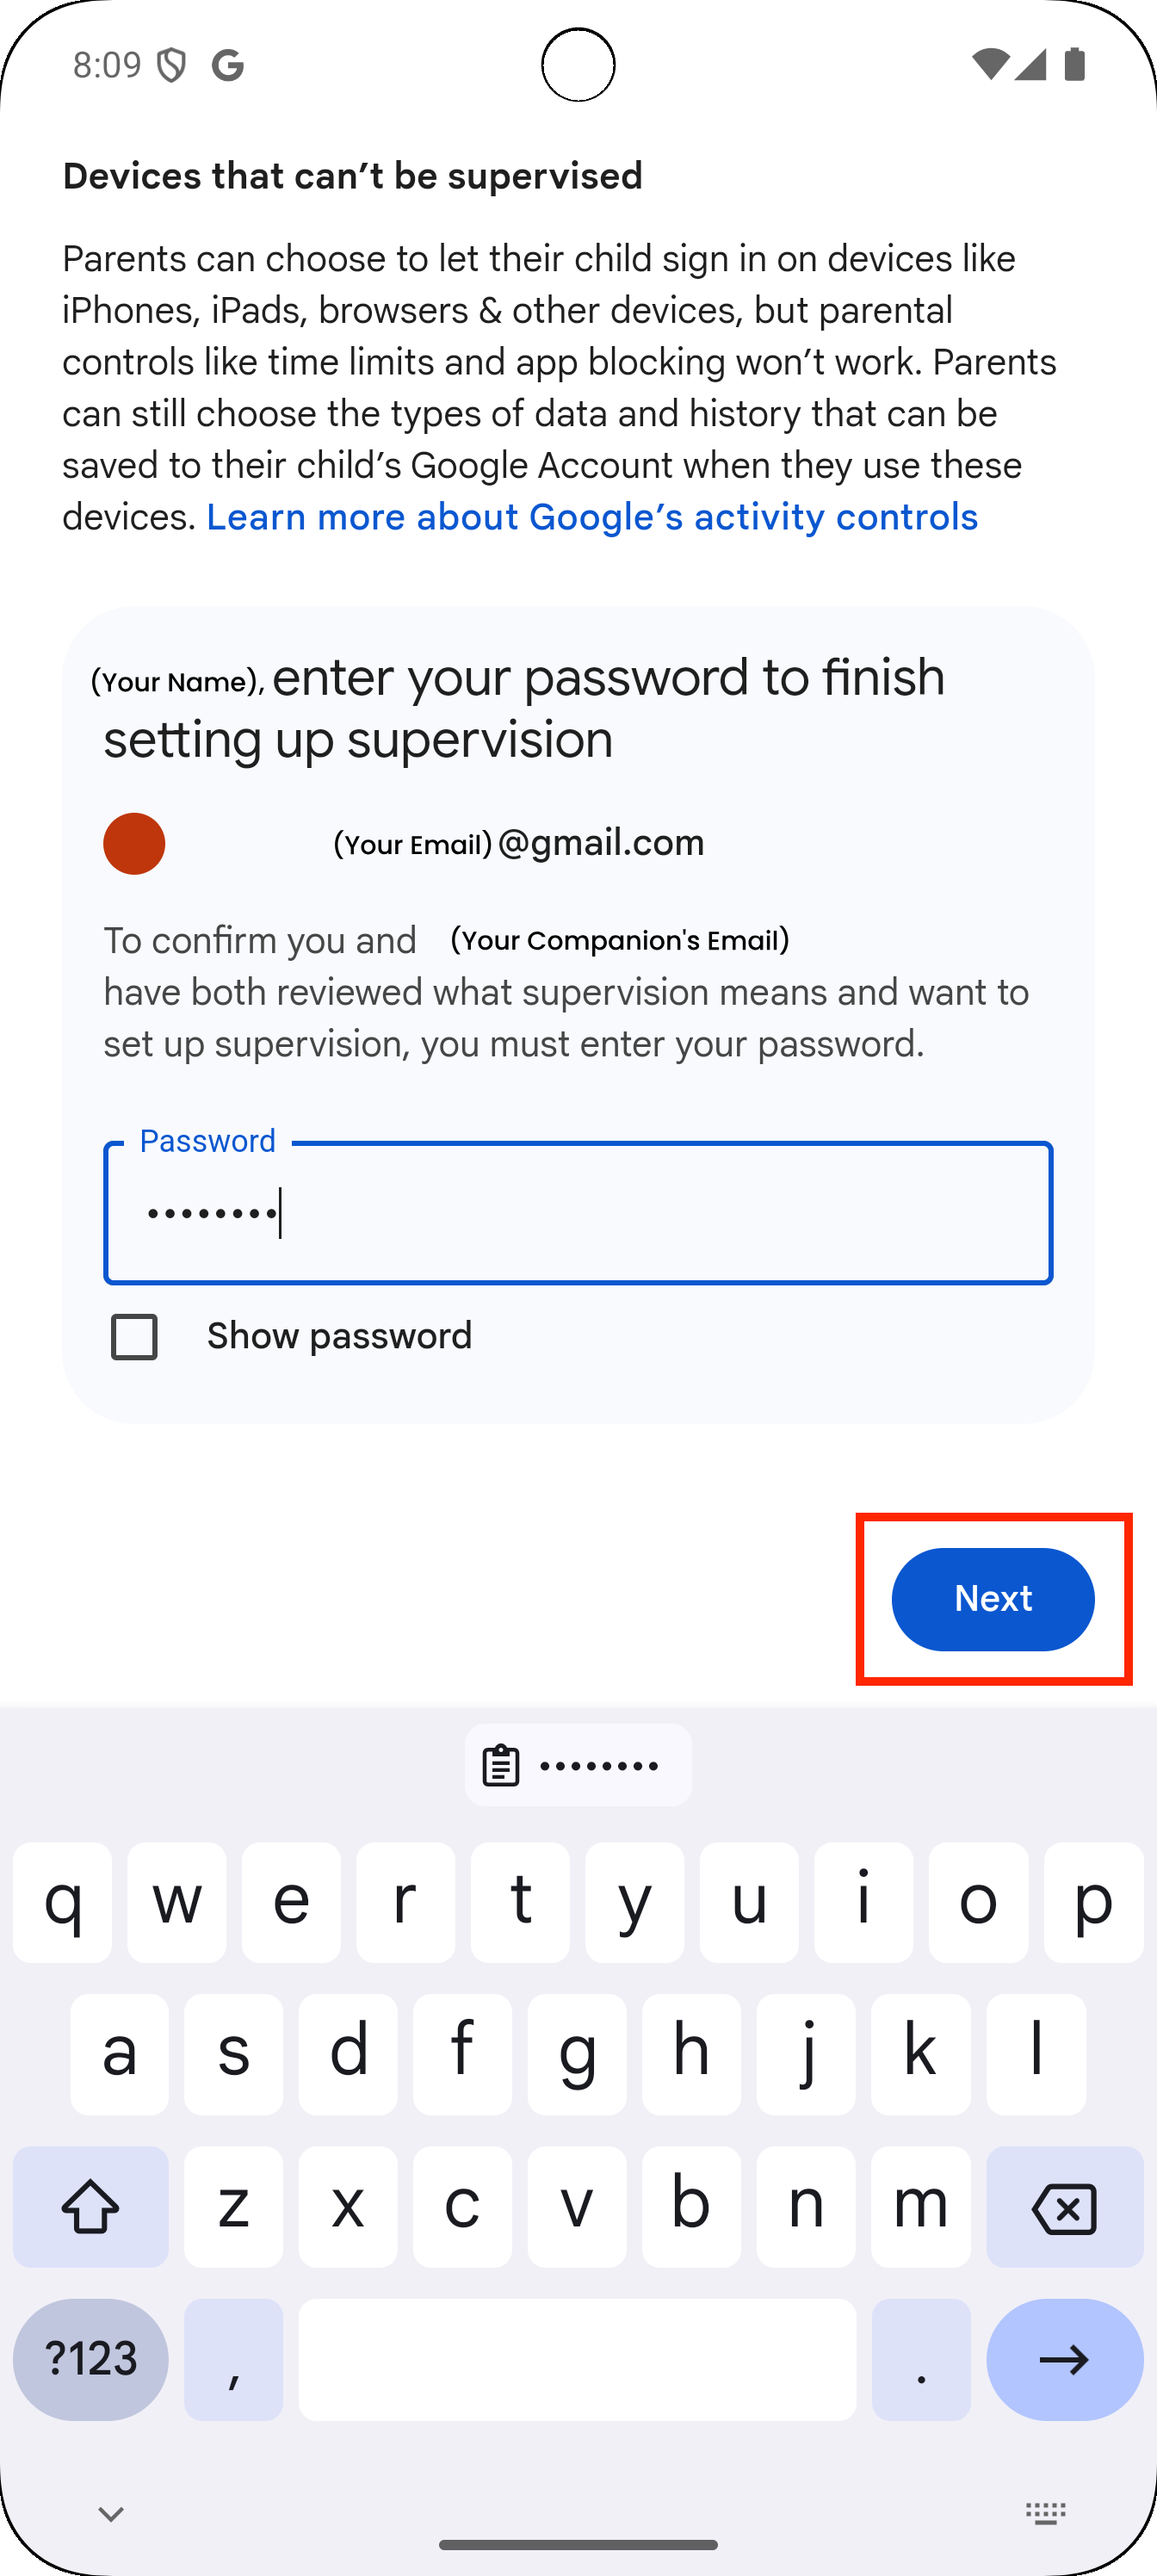 8:09
Devices that can’t be supervised
Parents can choose to let their child sign in on devices like
iPhones, iPads, browsers & other devices, but parental
controls like time limits and app blocking won’t work. Parents
can still choose the types of data and history that can be
saved to their child’s Google Account when they use these
devices. Learn more about Google’s activity controls
(Your Name), enter your password to finish
setting up supervision
(Your Email) @gmail.com
To confirm you and (Your Companion's Email)
have both reviewed what supervision means and want to
set up supervision, you must enter your password.
Password
••••••••
Show password
Next
••••••••
q w e r t y u i o p
a s d f g h j k l
z x c v b n m
?123 , .